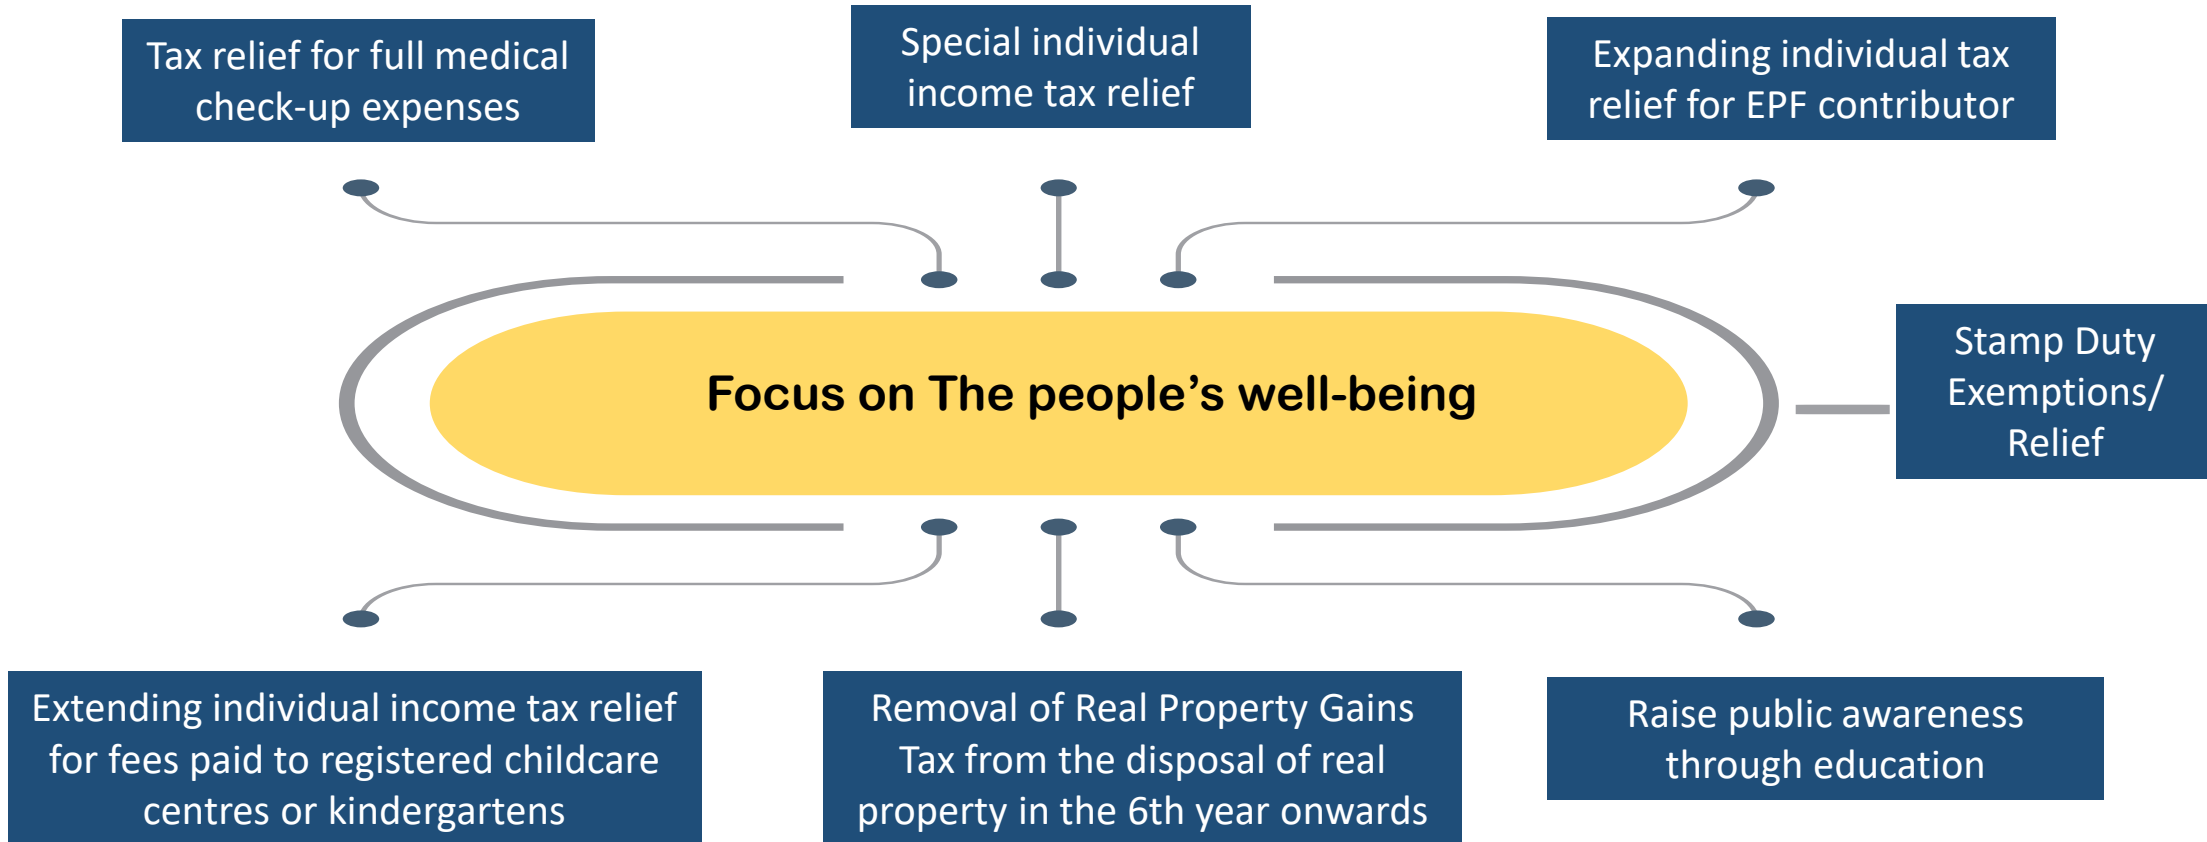 Tax relief for full medical
check-up expenses
Special individual
income tax relief
Expanding individual tax
relief for EPF contributor
Focus on The people’s well-being
Stamp Duty
Exemptions/
Relief
Extending individual income tax relief
for fees paid to registered childcare
centres or kindergartens
Removal of Real Property Gains
Tax from the disposal of real
property in the 6th year onwards
Raise public awareness
through education